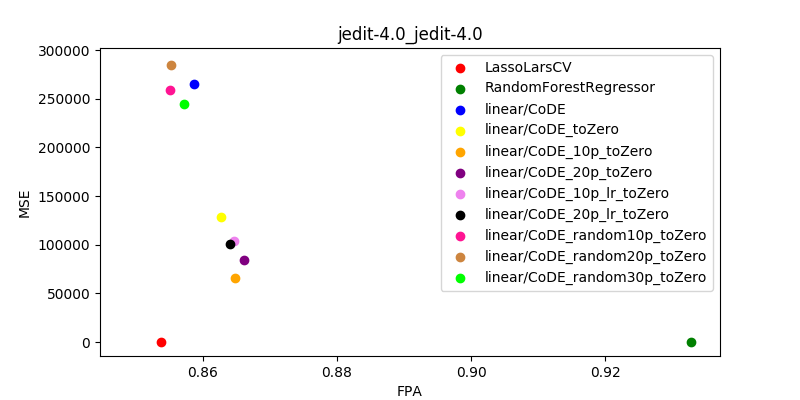 jedit-4.0_jedit-4.0
300000
250000
200000
150000
100000
50000
0
MSE
LassoLarsCV
RandomForestRegressor
linear/CoDE
linear/CoDE_toZero
linear/CoDE_10p_toZero
linear/CoDE_20p_toZero
linear/CoDE_10p_lr_toZero
linear/CoDE_20p_lr_toZero
linear/CoDE_random10p_toZero
linear/CoDE_random20p_toZero
linear/CoDE_random30p_toZero
0.86 0.88 0.90 0.92
FPA